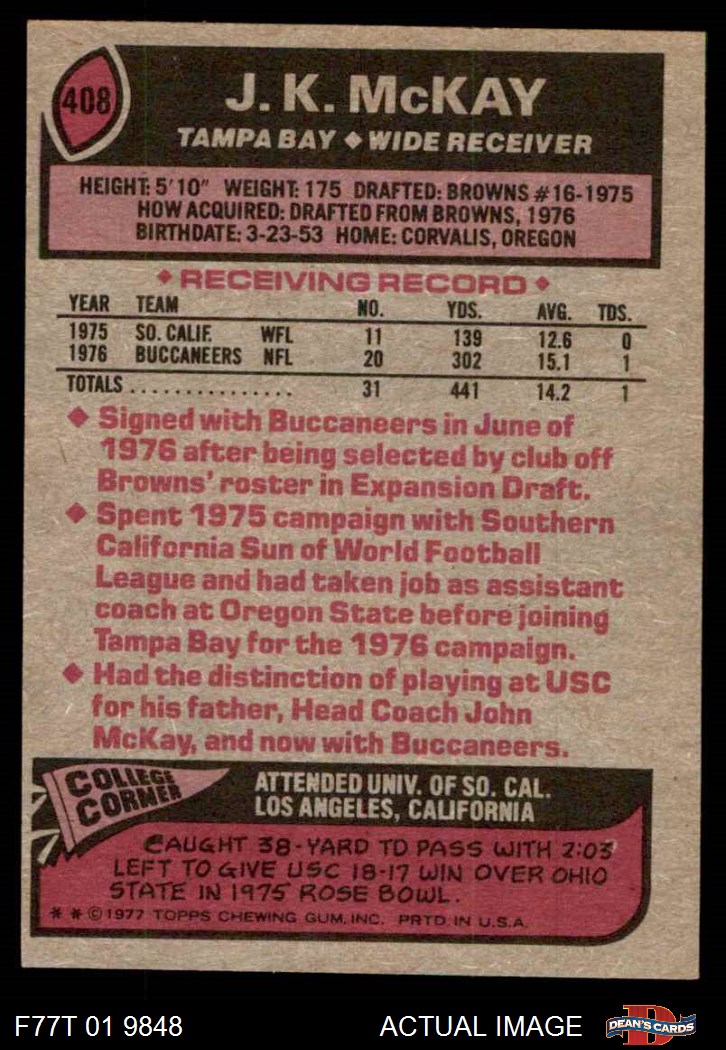 408
J. K. McKAY
TAMPA BAY ◆ WIDE RECEIVER
HEIGHT: 5'10" WEIGHT: 175 DRAFTED: BROWNS #16-1975
HOW ACQUIRED: DRAFTED FROM BROWNS, 1976
BIRTHDATE: 3-23-53 HOME: CORVALIS, OREGON
◆ RECEIVING RECORD ◆
YEAR TEAM NO. YDS. AVG. TDS.
1975 SO. CALIF. WFL 11 139 12.6 0
1976 BUCCANEERS NFL 20 302 15.1 1
TOTALS ............... 31 441 14.2 1
◆ Signed with Buccaneers in June of
1976 after being selected by club off
Browns' roster in Expansion Draft.
◆ Spent 1975 campaign with Southern
California Sun of World Football
League and had taken job as assistant
coach at Oregon State before joining
Tampa Bay for the 1976 campaign.
◆ Had the distinction of playing at USC
for his father, Head Coach John
McKay, and now with Buccaneers.
COLLEGE
CORNER
ATTENDED UNIV. OF SO. CAL.
LOS ANGELES, CALIFORNIA
CAUGHT 38-YARD TD PASS WITH 2:03
LEFT TO GIVE USC 18-17 WIN OVER OHIO
STATE IN 1975 ROSE BOWL.
* * © 1977 TOPPS CHEWING GUM, INC. PRTD. IN U.S.A.
F77T 01 9848 ACTUAL IMAGE
D
DEAN'S CARDS